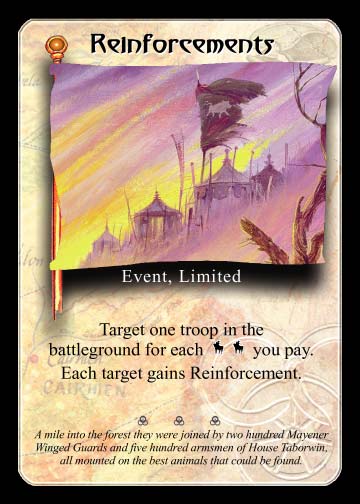 Reinforcements
Event, Limited
Target one troop in the
battleground for each you pay.
Each target gains Reinforcement.
Cairhien
CAIRHIEN
A mile into the forest they were joined by two hundred Mayener
Winged Guards and five hundred armsmen of House Taborwin,
all mounted on the best animals that could be found.